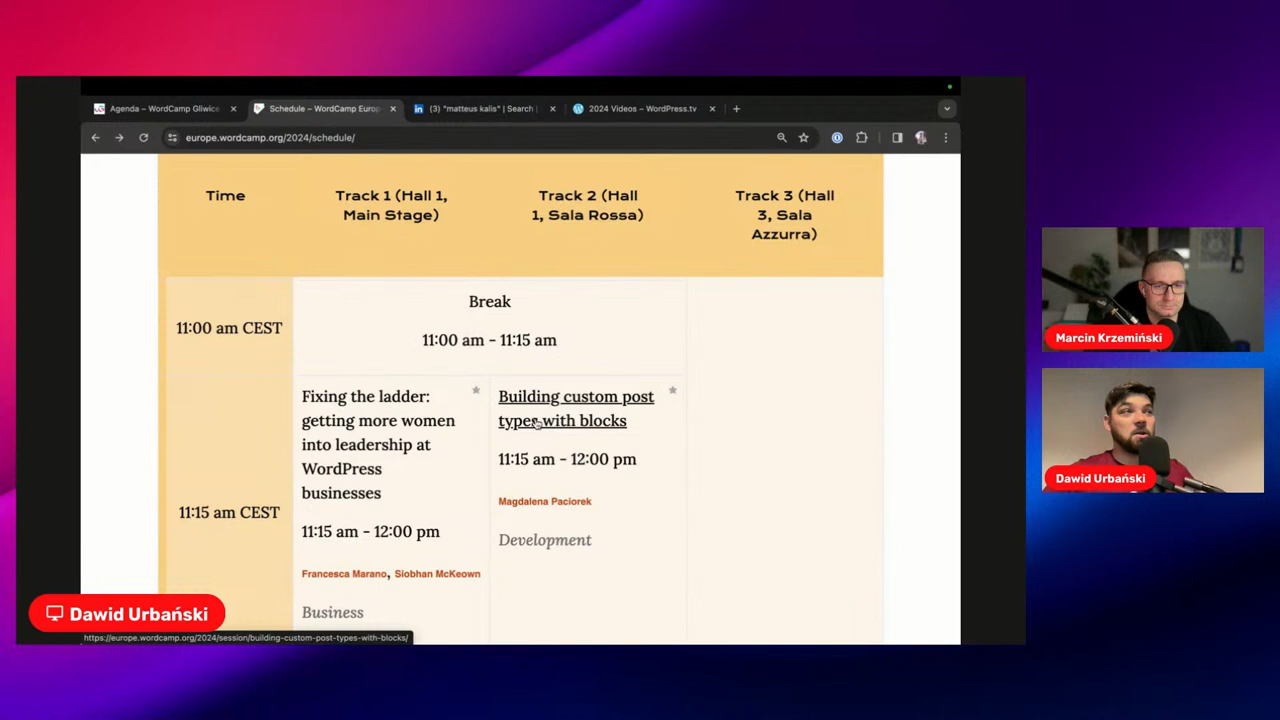 Agenda – WordCamp Gliwice
Schedule – WordCamp Europ
(3) "matteus kalis" | Search |
2024 Videos – WordPress.tv
europe.wordcamp.org/2024/schedule/
Time
Track 1 (Hall 1,
Main Stage)
Track 2 (Hall
1, Sala Rossa)
Track 3 (Hall
3, Sala
Azzurra)
11:00 am CEST
Break
11:00 am - 11:15 am
11:15 am CEST
Fixing the ladder:
getting more women
into leadership at
WordPress
businesses
11:15 am - 12:00 pm
Francesca Marano, Siobhan McKeown
Business
Building custom post
types with blocks
11:15 am - 12:00 pm
Magdalena Paciorek
Development
https://europe.wordcamp.org/2024/session/building-custom-post-types-with-blocks/
Dawid Urbański
Marcin Krzemiński
Dawid Urbański